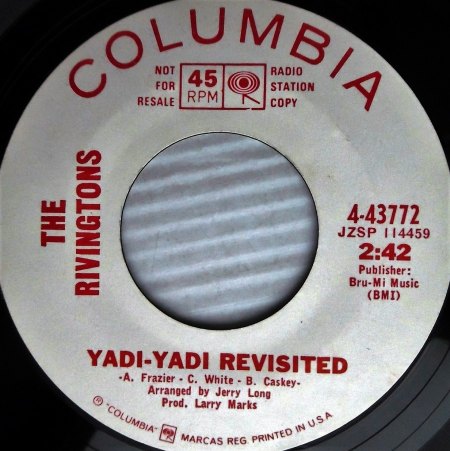 COLUMBIA
NOT FOR RESALE
45 RPM
RADIO STATION COPY
THE RIVINGTONS
4-43772
JZSP 114459
2:42
Publisher:
Bru-Mi Music
(BMI)
YADI-YADI REVISITED
-A. Frazier - C. White - B. Caskey-
Arranged by Jerry Long
Prod. Larry Marks
℗ "COLUMBIA" MARCAS REG. PRINTED IN U.S.A.